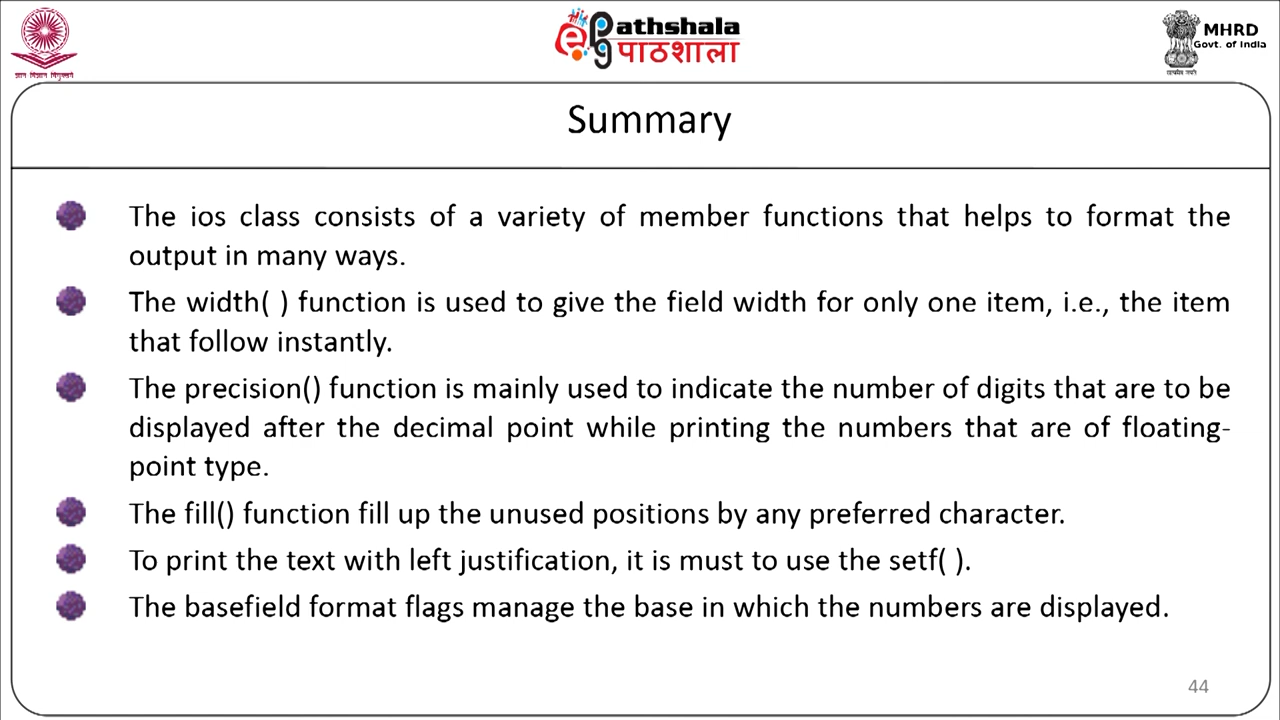 ज्ञान विज्ञान विमुक्तये
ePG Pathshala
पाठशाला
MHRD
Govt. of India
सत्यमेव जयते
Summary
The ios class consists of a variety of member functions that helps to format the
output in many ways.
The width( ) function is used to give the field width for only one item, i.e., the item
that follow instantly.
The precision() function is mainly used to indicate the number of digits that are to be
displayed after the decimal point while printing the numbers that are of floating-
point type.
The fill() function fill up the unused positions by any preferred character.
To print the text with left justification, it is must to use the setf( ).
The basefield format flags manage the base in which the numbers are displayed.
44